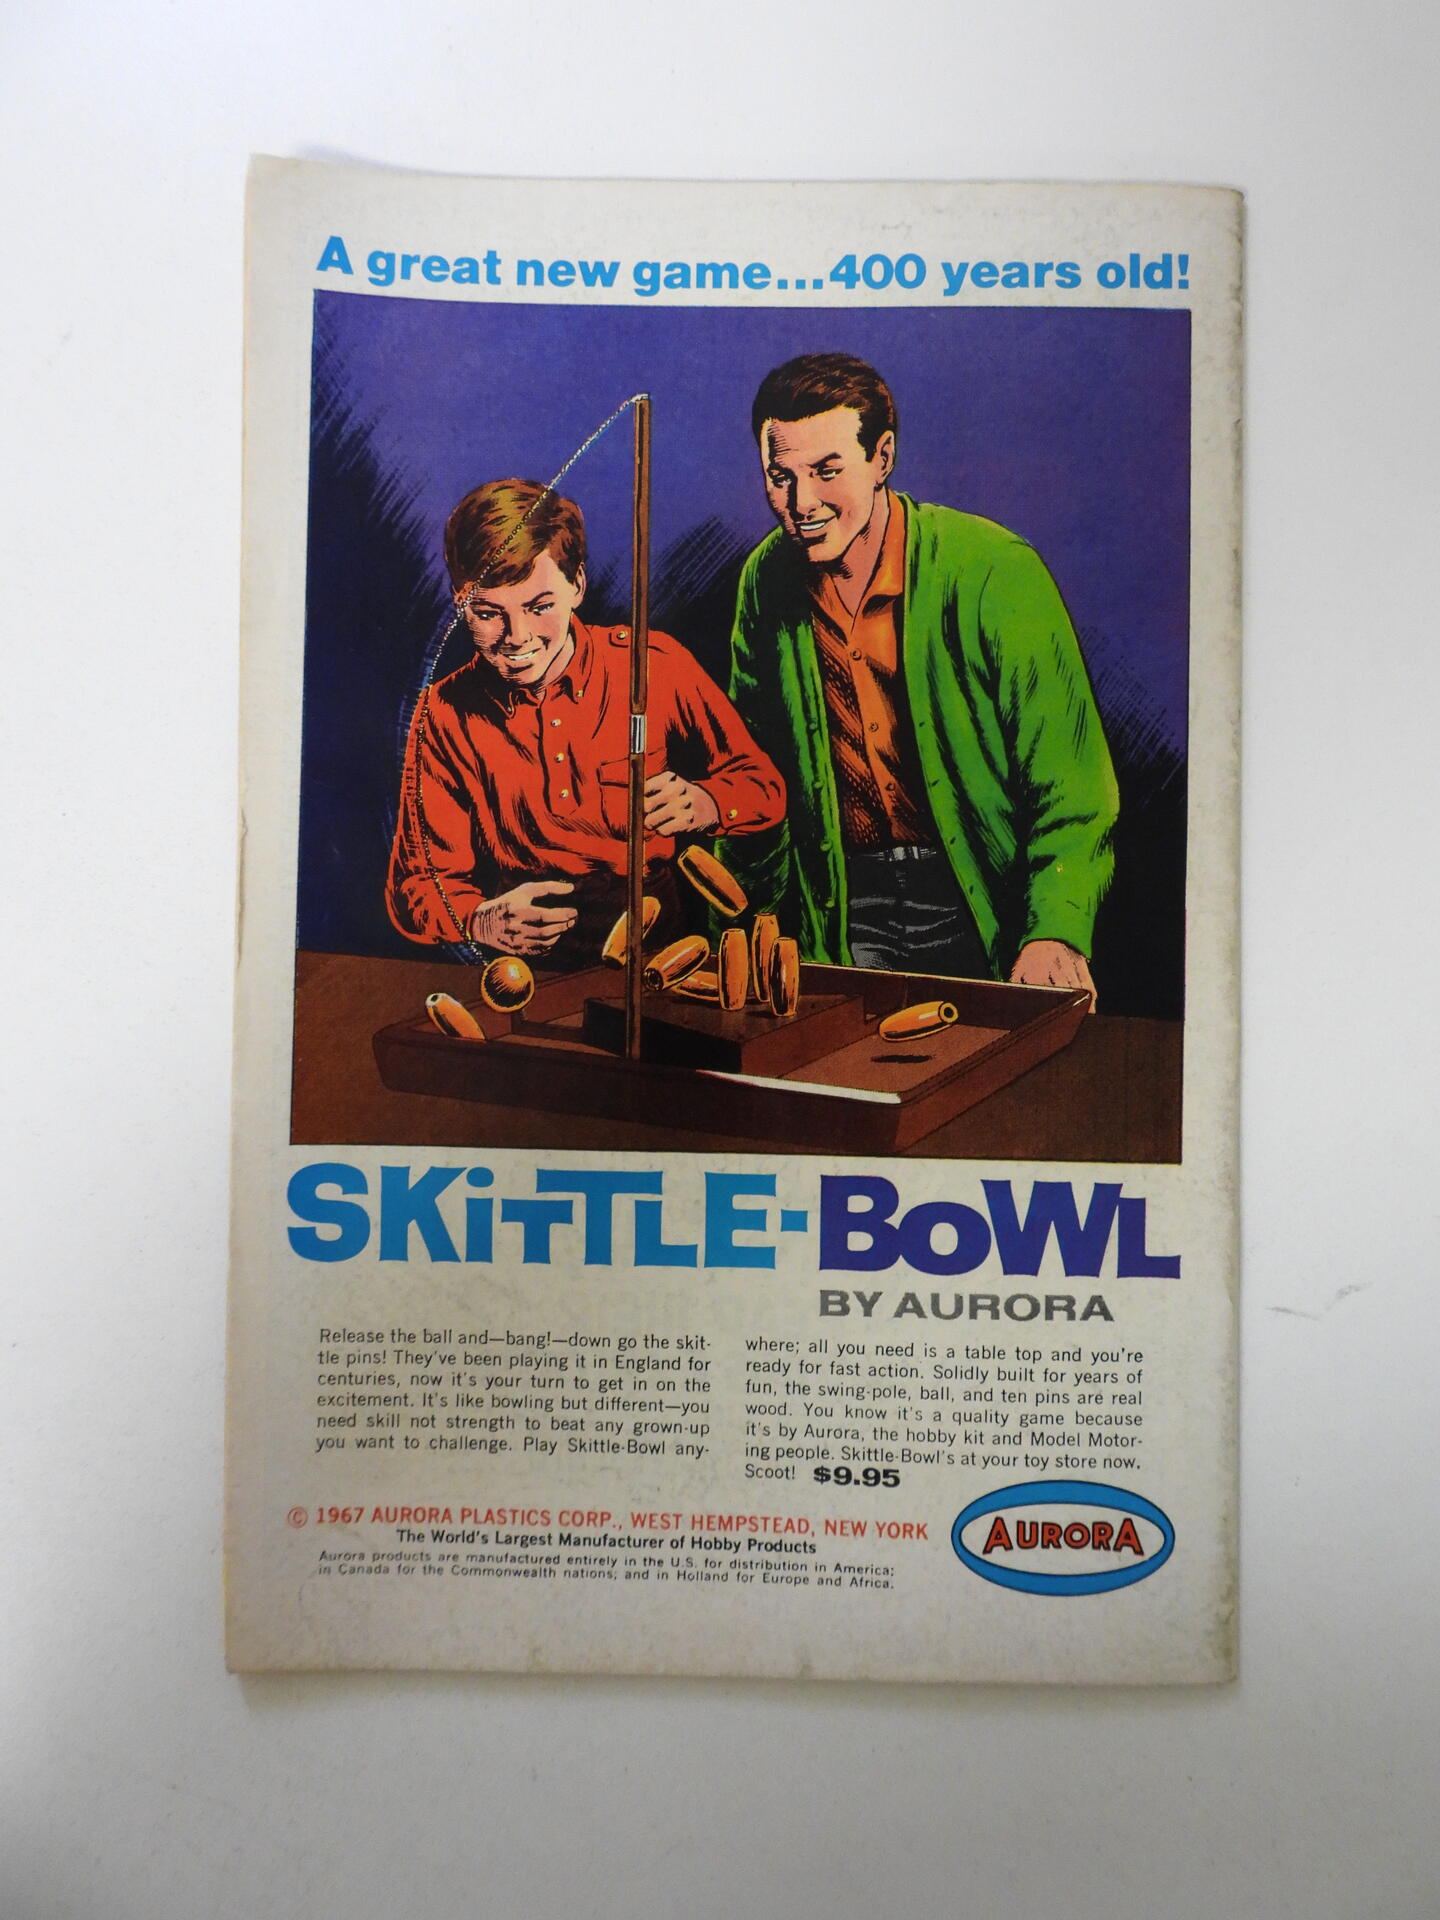 A great new game...400 years old!
SKiTTLE-BoWL
BY AURORA
Release the ball and—bang!—down go the skit-
tle pins! They've been playing it in England for
centuries, now it's your turn to get in on the
excitement. It's like bowling but different—you
need skill not strength to beat any grown-up
you want to challenge. Play Skittle-Bowl any-
where; all you need is a table top and you're
ready for fast action. Solidly built for years of
fun, the swing-pole, ball, and ten pins are real
wood. You know it's a quality game because
it's by Aurora, the hobby kit and Model Motor-
ing people. Skittle-Bowl's at your toy store now.
Scoot! $9.95
© 1967 AURORA PLASTICS CORP., WEST HEMPSTEAD, NEW YORK
The World's Largest Manufacturer of Hobby Products
Aurora products are manufactured entirely in the U.S. for distribution in America;
in Canada for the Commonwealth nations; and in Holland for Europe and Africa.
AURORA